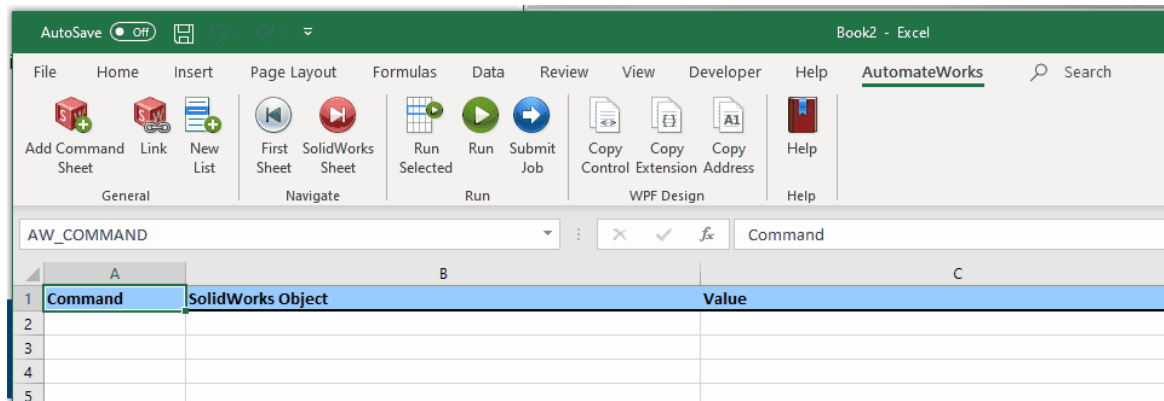 AutoSave Off Book2 - Excel
File Home Insert Page Layout Formulas Data Review View Developer Help AutomateWorks Search
Add Command Sheet
Link
New List
First Sheet
SolidWorks Sheet
Run Selected
Run
Submit Job
Copy Control
Copy Extension
Copy Address
Help
General Navigate Run WPF Design Help
AW_COMMAND fx Command
A B C
1 Command SolidWorks Object Value
2
3
4
5